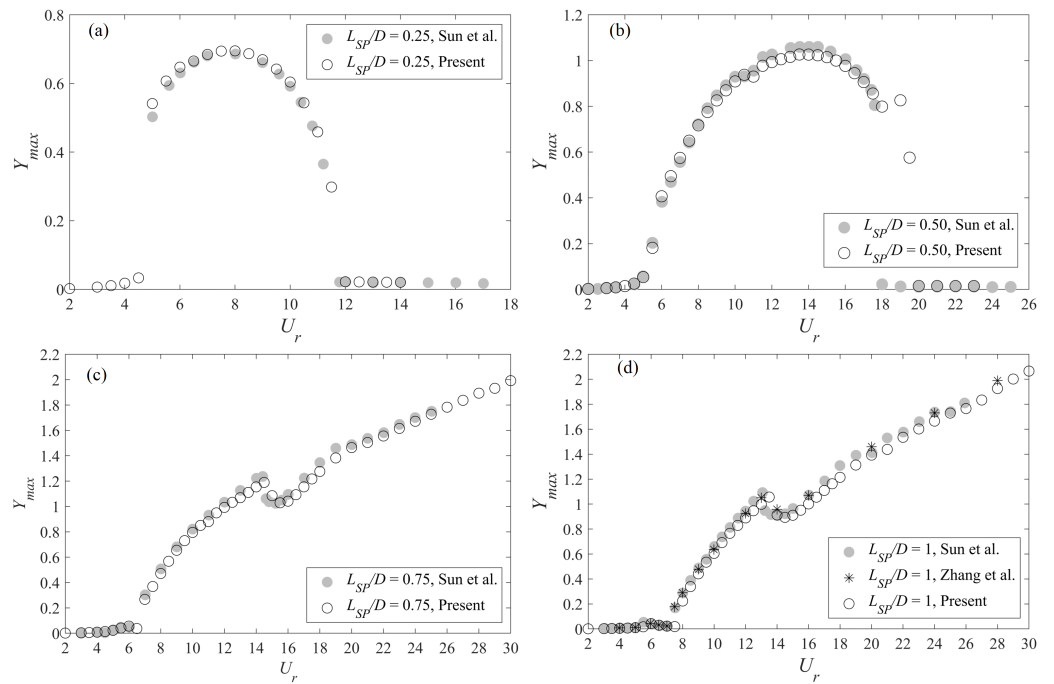 (a)
L_SP/D = 0.25, Sun et al.
L_SP/D = 0.25, Present
0.8
0.6
0.4
0.2
0
Y_max
2 4 6 8 10 12 14 16 18
U_r
(b)
1.2
1
0.8
0.6
0.4
0.2
0
Y_max
L_SP/D = 0.50, Sun et al.
L_SP/D = 0.50, Present
2 4 6 8 10 12 14 16 18 20 22 24 26
U_r
(c)
2.2
2
1.8
1.6
1.4
1.2
1
0.8
0.6
0.4
0.2
0
Y_max
L_SP/D = 0.75, Sun et al.
L_SP/D = 0.75, Present
2 4 6 8 10 12 14 16 18 20 22 24 26 28 30
U_r
(d)
2.2
2
1.8
1.6
1.4
1.2
1
0.8
0.6
0.4
0.2
0
Y_max
L_SP/D = 1, Sun et al.
L_SP/D = 1, Zhang et al.
L_SP/D = 1, Present
2 4 6 8 10 12 14 16 18 20 22 24 26 28 30
U_r